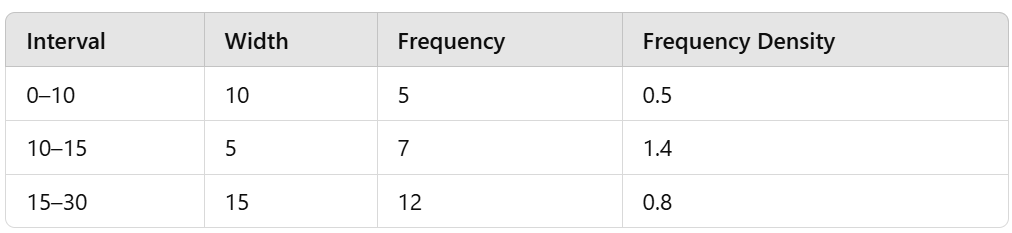 Interval Width Frequency Frequency Density
0–10 10 5 0.5
10–15 5 7 1.4
15–30 15 12 0.8